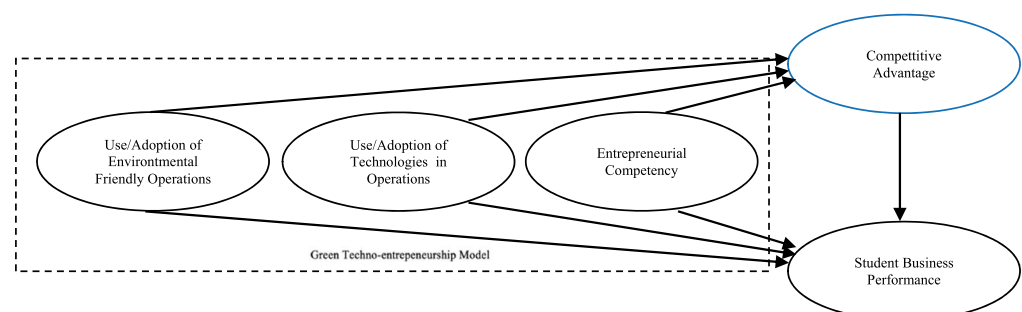 Compettitive
Advantage
Use/Adoption of
Environtmental
Friendly Operations
Use/Adoption of
Technologies in
Operations
Entrepreneurial
Competency
Green Techno-entrepeneurship Model
Student Business
Performance